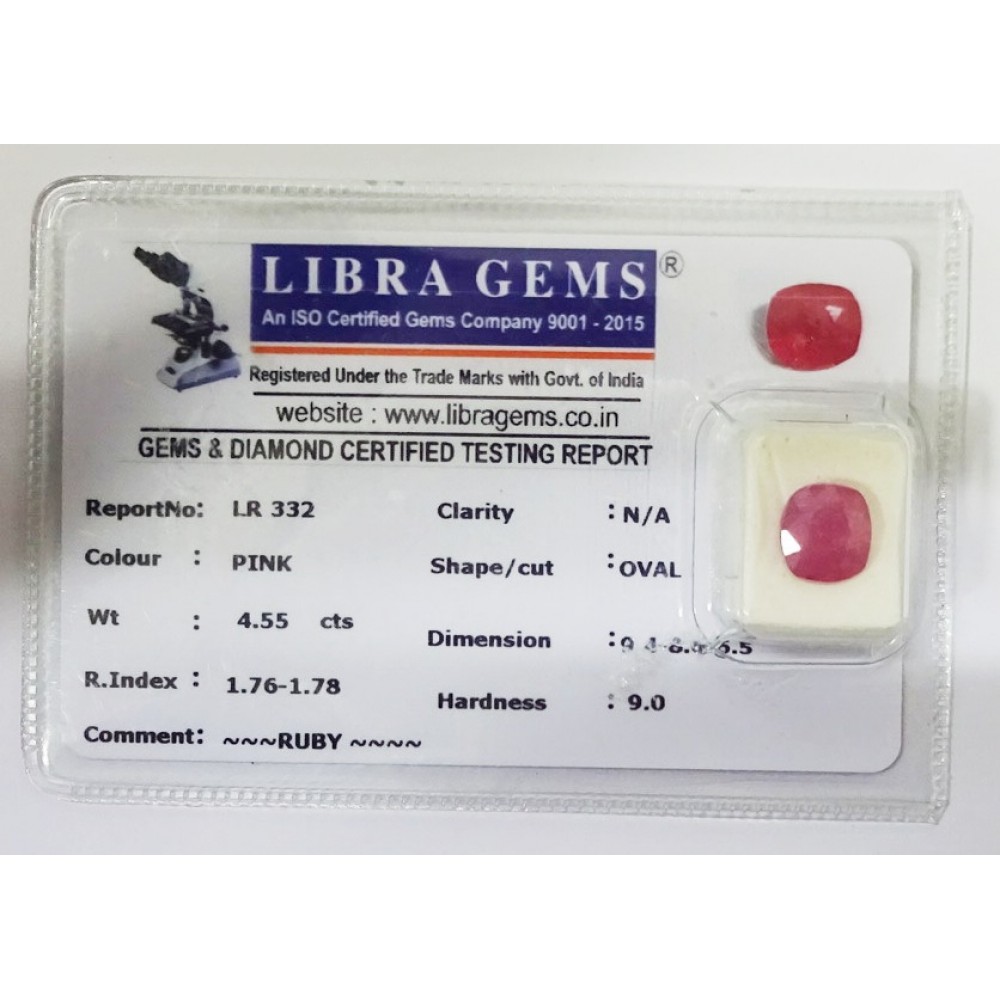 LIBRA GEMS®
An ISO Certified Gems Company 9001 - 2015
Registered Under the Trade Marks with Govt. of India
website : www.libragems.co.in
GEMS & DIAMOND CERTIFIED TESTING REPORT
ReportNo: LR 332 Clarity : N/A
Colour : PINK Shape/cut : OVAL
Wt : 4.55 cts Dimension :
R.Index : 1.76-1.78 Hardness : 9.0
Comment: ~~~RUBY ~~~~